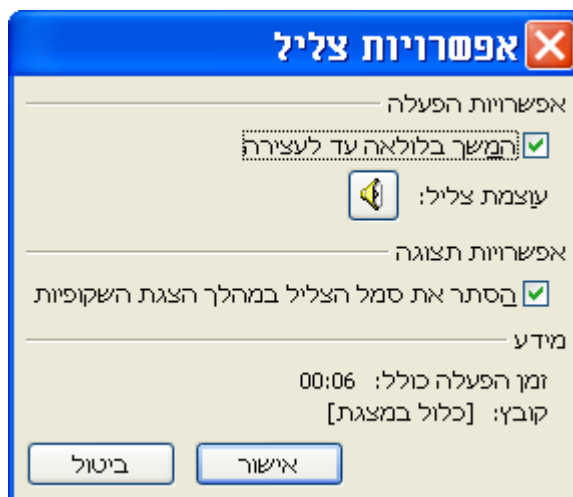 אפשרויות צליל
אפשרויות הפעלה
המשך בלולאה עד לעצירה
עוצמת צליל:
אפשרויות תצוגה
הסתר את סמל הצליל במהלך הצגת השקופיות
מידע
זמן הפעלה כולל: 00:06
קובץ: [כלול במצגת]
אישור ביטול